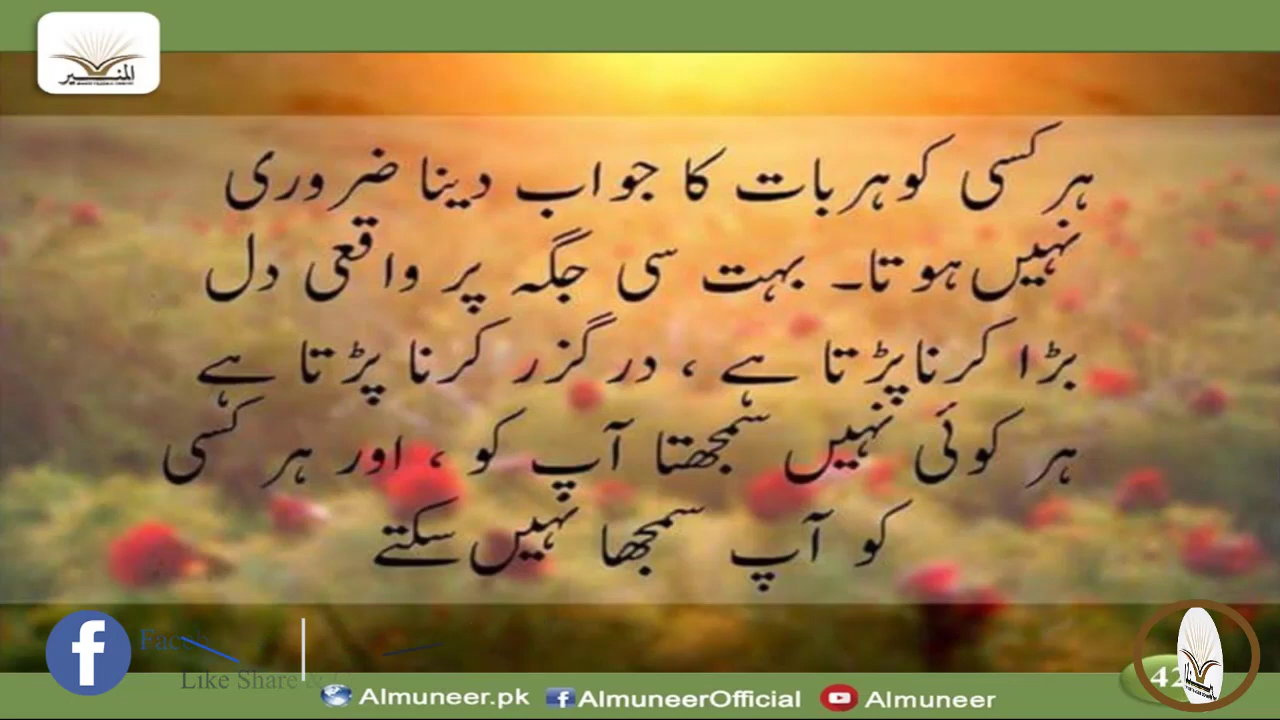 المنیر
ہر کسی کو ہر بات کا جواب دینا ضروری
نہیں ہوتا۔ بہت سی جگہ پر واقعی دل
بڑا کرنا پڑتا ہے ، درگزر کرنا پڑتا ہے
ہر کوئی نہیں سمجھتا آپ کو ، اور ہر کسی
کو آپ سمجھا نہیں سکتے
Like Share &
Almuneer.pk AlmuneerOfficial Almuneer